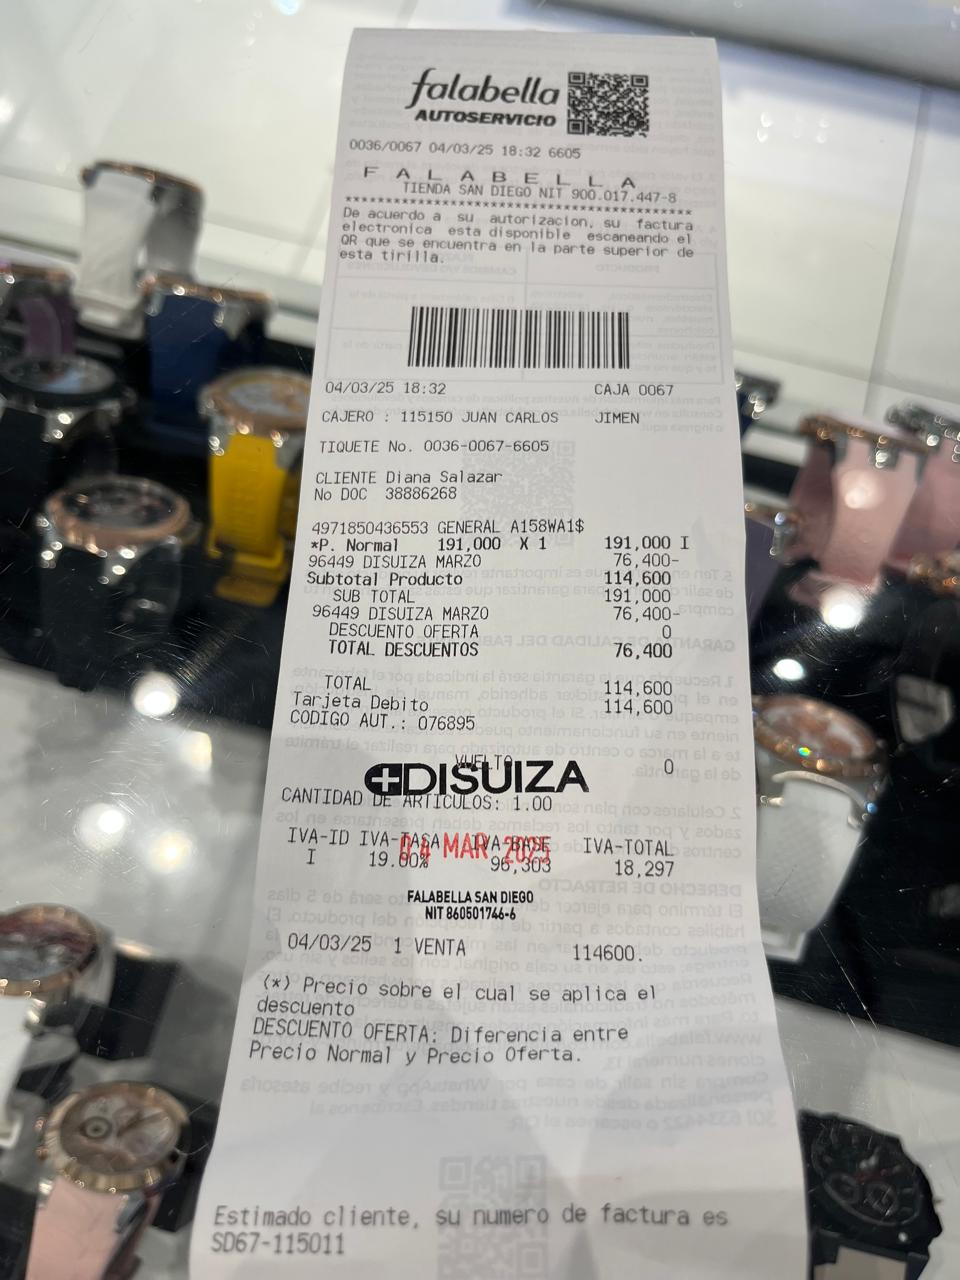 falabella
AUTOSERVICIO
0036/0067 04/03/25 18:32 6605
F A L A B E L L A
TIENDA SAN DIEGO NIT 900.017.447-8
******************************************
De acuerdo a su autorizacion, su factura
electronica esta disponible escaneando el
QR que se encuentra en la parte superior de
esta tirilla.
04/03/25 18:32 CAJA 0067
CAJERO : 115150 JUAN CARLOS JIMEN
TIQUETE No. 0036-0067-6605
CLIENTE Diana Salazar
No DOC 38886268
4971850436553 GENERAL A158WA1$
*P. Normal 191,000 X 1 191,000 I
96449 DISUIZA MARZO 76,400-
Subtotal Producto 114,600
SUB TOTAL 191,000
96449 DISUIZA MARZO 76,400-
DESCUENTO OFERTA 0
TOTAL DESCUENTOS 76,400
TOTAL 114,600
Tarjeta Debito 114,600
CODIGO AUT.: 076895
VUELTO 0
DISUIZA
CANTIDAD DE ARTICULOS: 1.00
IVA-ID IVA-TASA IVA-BASE IVA-TOTAL
04 MAR 2025
I 19.00% 96,303 18,297
FALABELLA SAN DIEGO
NIT 860501746-6
04/03/25 1 VENTA 114600.
(*) Precio sobre el cual se aplica el
descuento
DESCUENTO OFERTA: Diferencia entre
Precio Normal y Precio Oferta.
Estimado cliente, su numero de factura es
SD67-115011